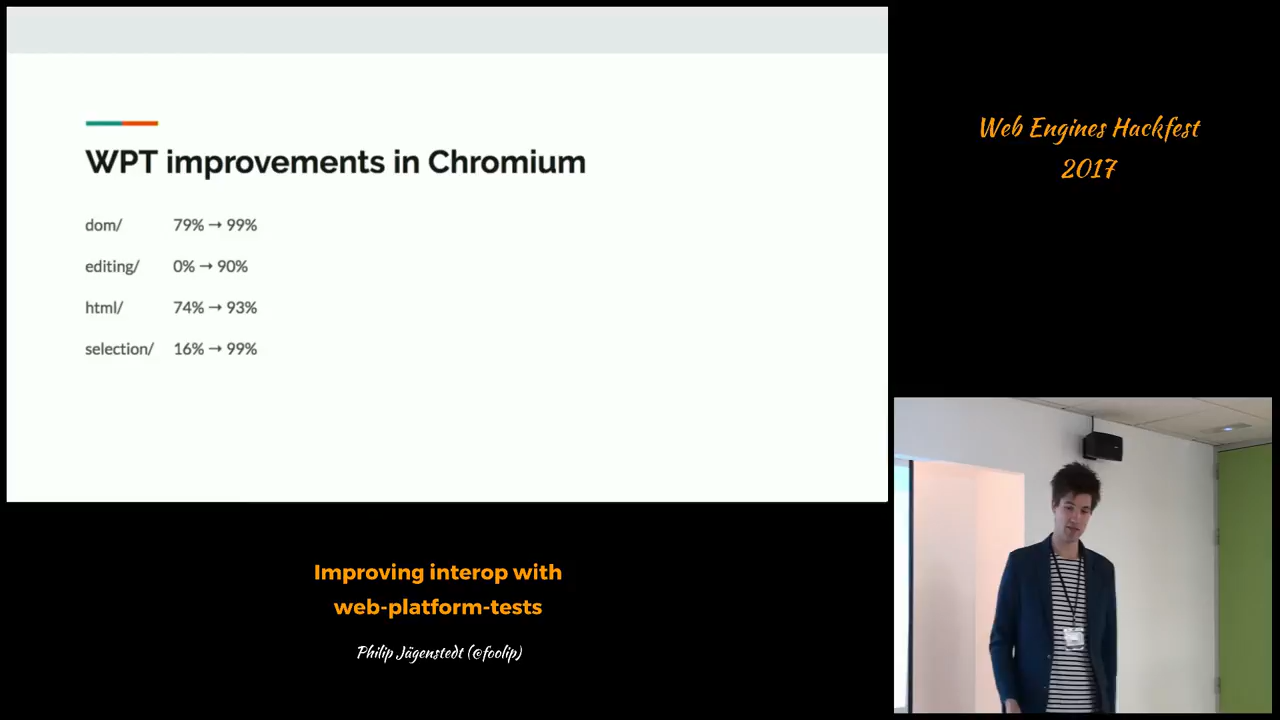 WPT improvements in Chromium
dom/ 79% → 99%
editing/ 0% → 90%
html/ 74% → 93%
selection/ 16% → 99%
Web Engines Hackfest
2017
Improving interop with
web-platform-tests
Philip Jägenstedt (@foolip)